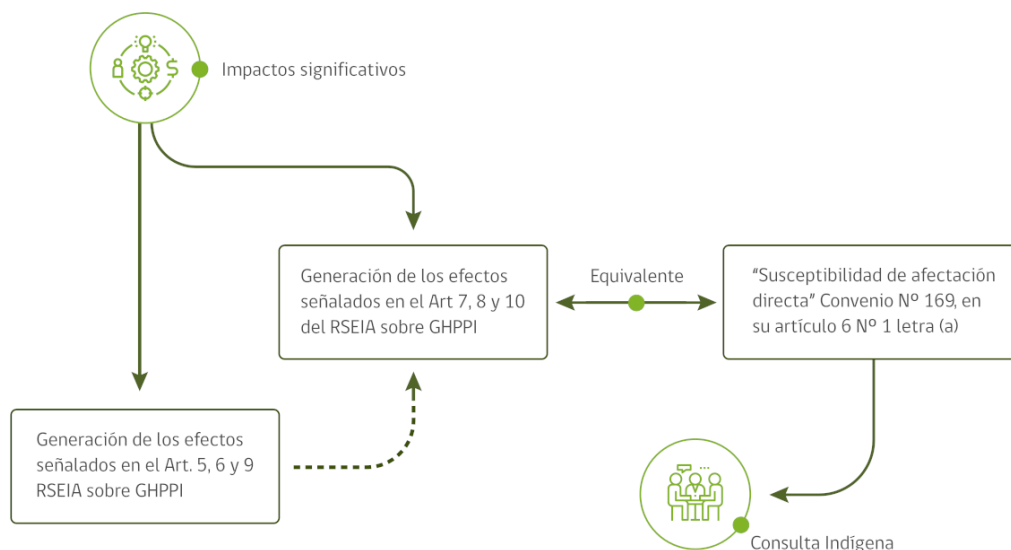 Impactos significativos
Generación de los efectos
señalados en el Art 7, 8 y 10
del RSEIA sobre GHPPI
Equivalente
“Susceptibilidad de afectación
directa” Convenio Nº 169, en
su artículo 6 Nº 1 letra (a)
Generación de los efectos
señalados en el Art. 5, 6 y 9
RSEIA sobre GHPPI
Consulta Indígena